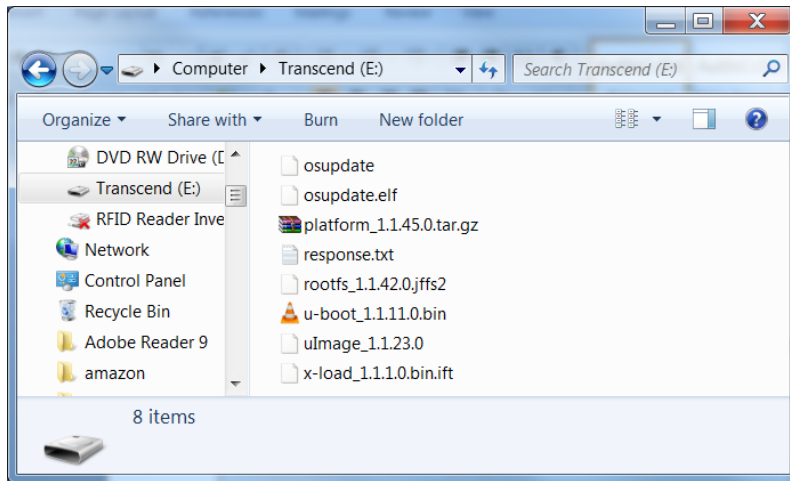 Computer Transcend (E:) Search Transcend (E:)
Organize Share with Burn New folder
DVD RW Drive (D
Transcend (E:)
RFID Reader Inve
Network
Control Panel
Recycle Bin
Adobe Reader 9
amazon
osupdate
osupdate.elf
platform_1.1.45.0.tar.gz
response.txt
rootfs_1.1.42.0.jffs2
u-boot_1.1.11.0.bin
uImage_1.1.23.0
x-load_1.1.1.0.bin.ift
8 items